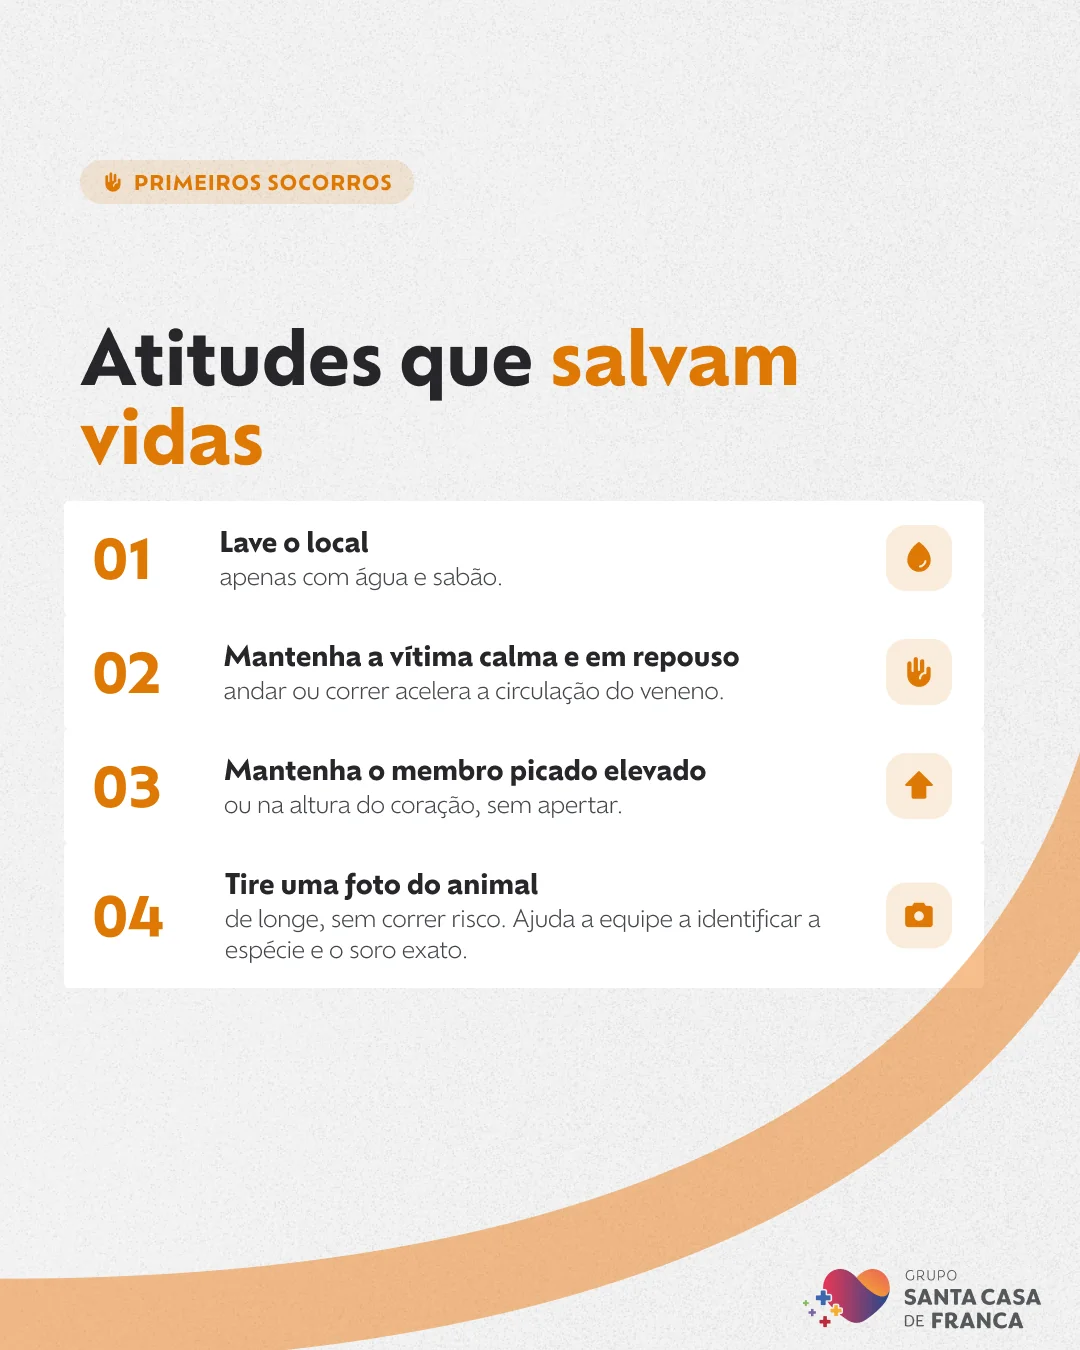 PRIMEIROS SOCORROS
Atitudes que salvam
vidas
01
Lave o local
apenas com água e sabão.
02
Mantenha a vítima calma e em repouso
andar ou correr acelera a circulação do veneno.
03
Mantenha o membro picado elevado
ou na altura do coração, sem apertar.
04
Tire uma foto do animal
de longe, sem correr risco. Ajuda a equipe a identificar a
espécie e o soro exato.
GRUPO
SANTA CASA
DE FRANCA